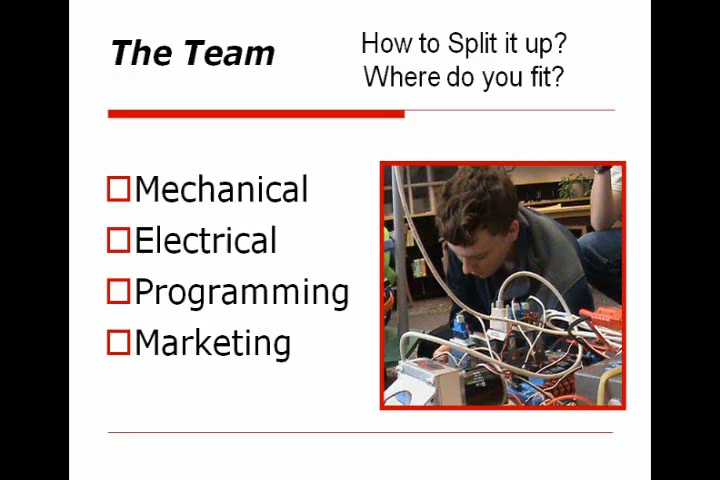 The Team
How to Split it up?
Where do you fit?
Mechanical
Electrical
Programming
Marketing